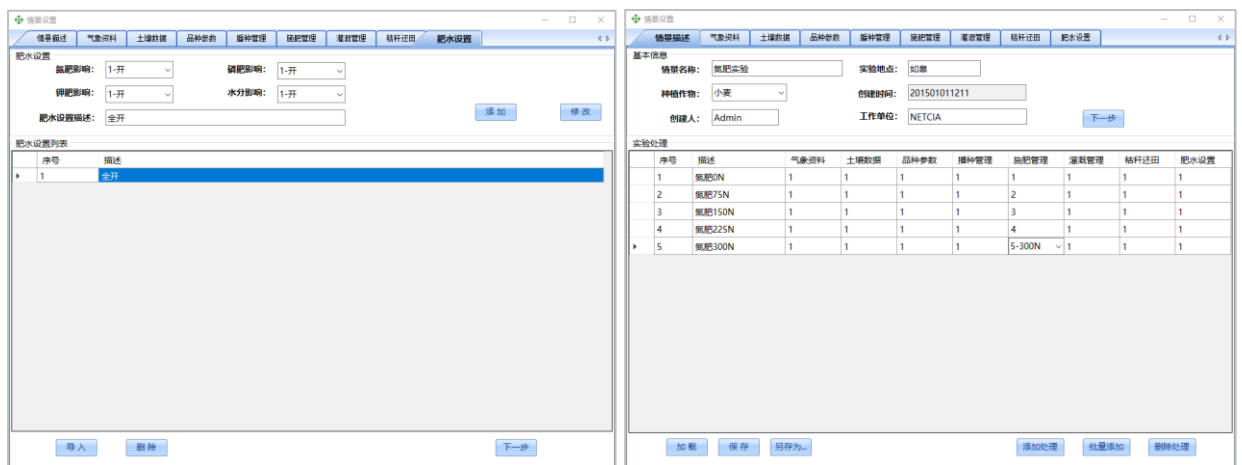 情景设置
情景描述 气象资料 土壤数据 品种参数 播种管理 施肥管理 灌溉管理 秸秆还田 肥水设置
肥水设置
氮肥影响: 1-开 磷肥影响: 1-开
钾肥影响: 1-开 水分影响: 1-开
添加 修改
肥水设置描述: 全开
肥水设置列表
序号 描述
1 全开
导入 删除 下一步
情景设置
情景描述 气象资料 土壤数据 品种参数 播种管理 施肥管理 灌溉管理 秸秆还田 肥水设置
基本信息
情景名称: 氮肥实验 实验地点: 如皋
种植作物: 小麦 创建时间: 201501011211
创建人: Admin 工作单位: NETCIA 下一步
实验处理
序号 描述 气象资料 土壤数据 品种参数 播种管理 施肥管理 灌溉管理 秸秆还田 肥水设置
1 氮肥0N 1 1 1 1 1 1 1 1
2 氮肥75N 1 1 1 1 2 1 1 1
3 氮肥150N 1 1 1 1 3 1 1 1
4 氮肥225N 1 1 1 1 4 1 1 1
5 氮肥300N 1 1 1 1 5-300N 1 1 1
加载 保存 另存为... 添加处理 批量添加 删除处理